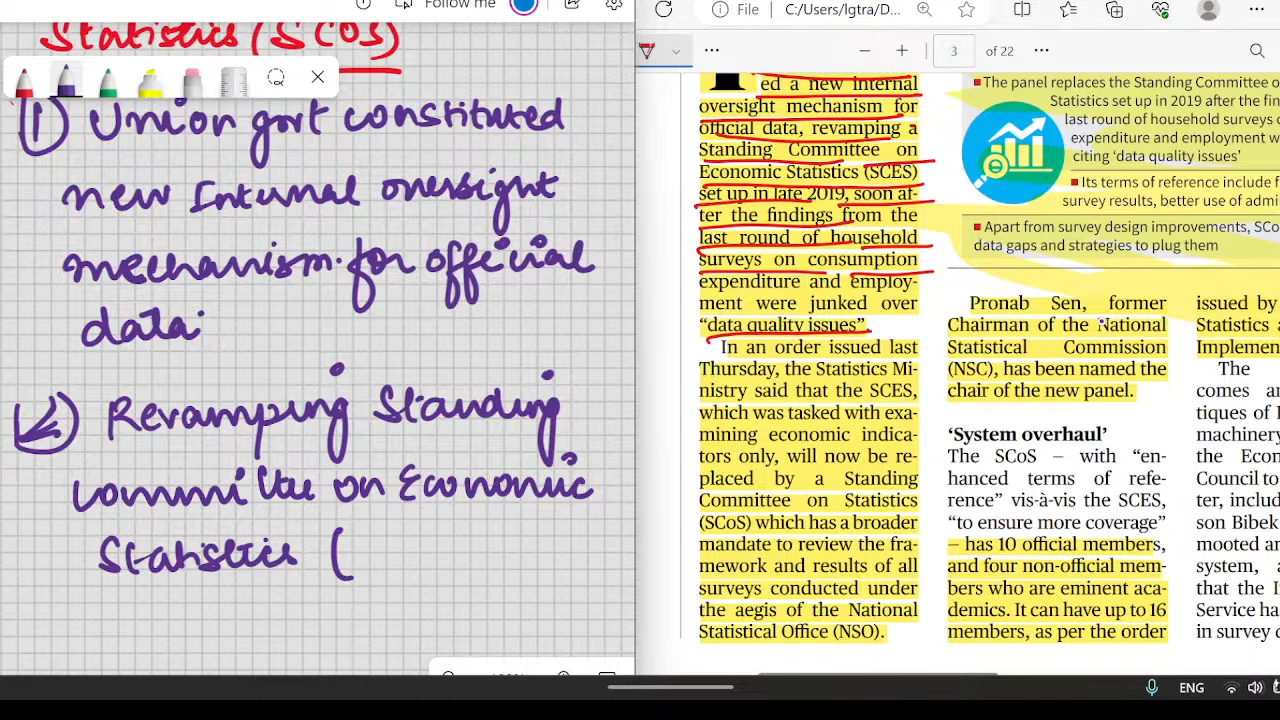 Follow me
Statistics (SCOS)
1) Union govt constituted
new Internal oversight
mechanism for official
data
2) Revamping Standing
committee on Economic
Statistics (
File
C:/Users/lgtra/D...
3
of 22
ed a new internal
oversight mechanism for
official data, revamping a
Standing Committee on
Economic Statistics (SCES)
set up in late 2019, soon af-
ter the findings from the
last round of household
surveys on consumption
expenditure and employ-
ment were junked over
“data quality issues”.
In an order issued last
Thursday, the Statistics Mi-
nistry said that the SCES,
which was tasked with exa-
mining economic indica-
tors only, will now be re-
placed by a Standing
Committee on Statistics
(SCoS) which has a broader
mandate to review the fra-
mework and results of all
surveys conducted under
the aegis of the National
Statistical Office (NSO).
The panel replaces the Standing Committee o
Statistics set up in 2019 after the fin
last round of household surveys o
expenditure and employment w
citing ‘data quality issues’
Its terms of reference include f
survey results, better use of admi
Apart from survey design improvements, SCo
data gaps and strategies to plug them
Pronab Sen, former
Chairman of the National
Statistical Commission
(NSC), has been named the
chair of the new panel.
‘System overhaul’
The SCoS — with “en-
hanced terms of refe-
rence” vis-à-vis the SCES,
“to ensure more coverage”
— has 10 official members,
and four non-official mem-
bers who are eminent aca-
demics. It can have up to 16
members, as per the order
issued by
Statistics a
Implemen
The
comes ar
tiques of I
machinery
the Econ
Council to
ter, includ
son Bibek
mooted an
system, a
that the I
Service ha
in survey d
ENG